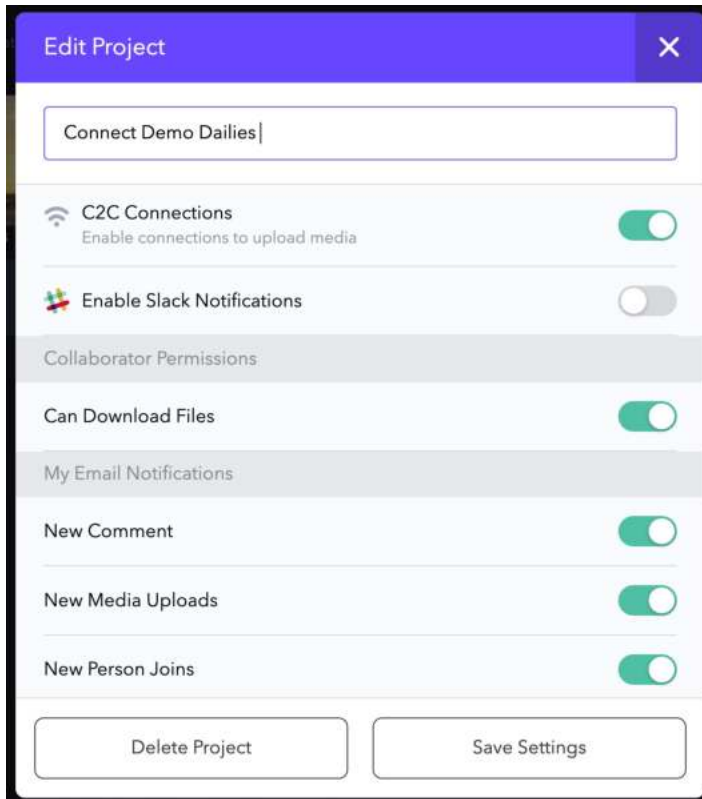 Edit Project
Connect Demo Dailies
C2C Connections
Enable connections to upload media
Enable Slack Notifications
Collaborator Permissions
Can Download Files
My Email Notifications
New Comment
New Media Uploads
New Person Joins
Delete Project
Save Settings